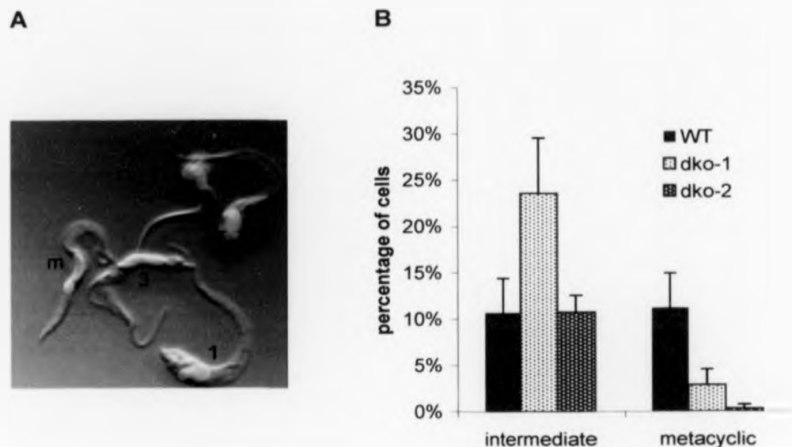 A
m
3
1
B
percentage of cells
35%
30%
25%
20%
15%
10%
5%
0%
WT
dko-1
dko-2
intermediate
metacyclic